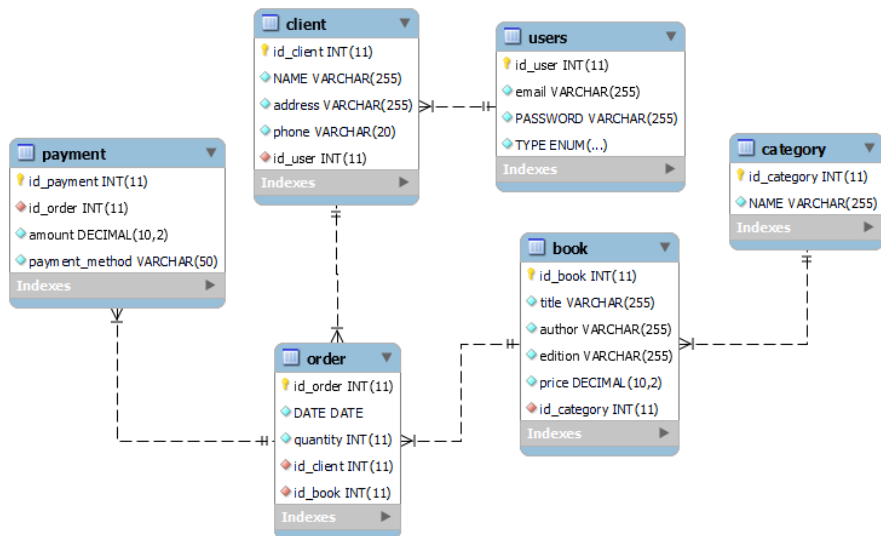 client
id_client INT(11)
NAME VARCHAR(255)
address VARCHAR(255)
phone VARCHAR(20)
id_user INT(11)
Indexes
users
id_user INT(11)
email VARCHAR(255)
PASSWORD VARCHAR(255)
TYPE ENUM(...)
Indexes
payment
id_payment INT(11)
id_order INT(11)
amount DECIMAL(10,2)
payment_method VARCHAR(50)
Indexes
category
id_category INT(11)
NAME VARCHAR(255)
Indexes
book
id_book INT(11)
title VARCHAR(255)
author VARCHAR(255)
edition VARCHAR(255)
price DECIMAL(10,2)
id_category INT(11)
Indexes
order
id_order INT(11)
DATE DATE
quantity INT(11)
id_client INT(11)
id_book INT(11)
Indexes